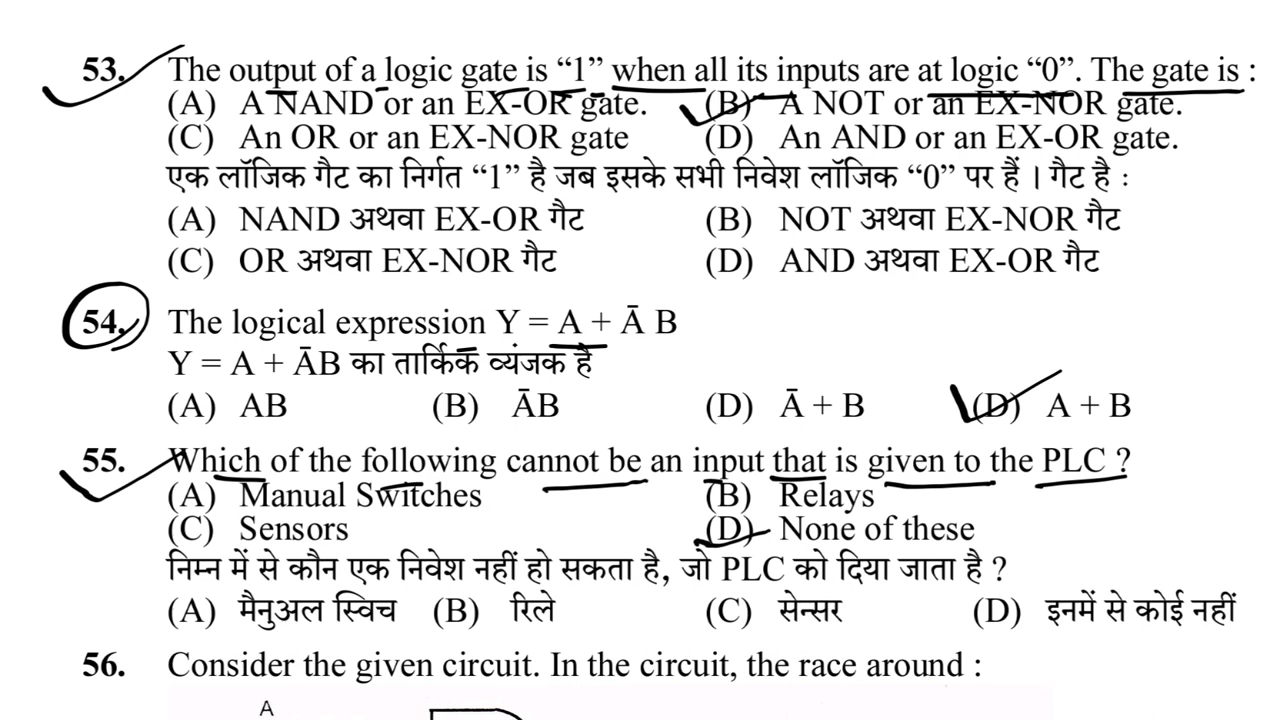 53. The output of a logic gate is “1” when all its inputs are at logic “0”. The gate is :
(A) A NAND or an EX-OR gate. (B) A NOT or an EX-NOR gate.
(C) An OR or an EX-NOR gate (D) An AND or an EX-OR gate.
एक लॉजिक गैट का निर्गत “1” है जब इसके सभी निवेश लॉजिक “0” पर हैं । गैट है :
(A) NAND अथवा EX-OR गैट (B) NOT अथवा EX-NOR गैट
(C) OR अथवा EX-NOR गैट (D) AND अथवा EX-OR गैट
54. The logical expression Y = A + Ā B
Y = A + ĀB का तार्किक व्यंजक है
(A) AB (B) ĀB (D) Ā + B (D) A + B
55. Which of the following cannot be an input that is given to the PLC ?
(A) Manual Switches (B) Relays
(C) Sensors (D) None of these
निम्न में से कौन एक निवेश नहीं हो सकता है, जो PLC को दिया जाता है ?
(A) मैनुअल स्विच (B) रिले (C) सेन्सर (D) इनमें से कोई नहीं
56. Consider the given circuit. In the circuit, the race around :
A